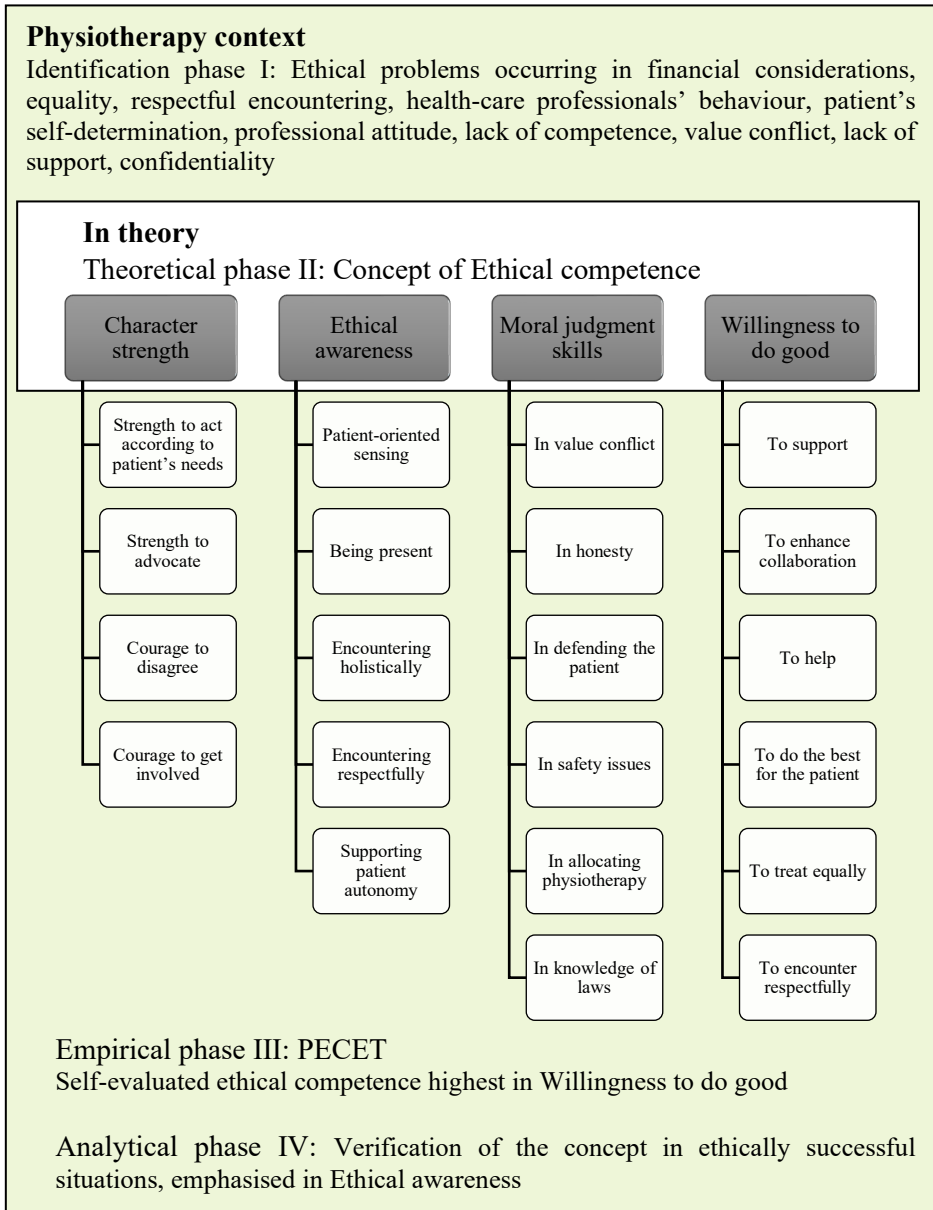 Physiotherapy context
Identification phase I: Ethical problems occurring in financial considerations,
equality, respectful encountering, health-care professionals’ behaviour, patient’s
self-determination, professional attitude, lack of competence, value conflict, lack of
support, confidentiality
In theory
Theoretical phase II: Concept of Ethical competence
Character
strength
Strength to act
according to
patient’s needs
Strength to
advocate
Courage to
disagree
Courage to get
involved
Ethical
awareness
Patient-oriented
sensing
Being present
Encountering
holistically
Encountering
respectfully
Supporting
patient
autonomy
Moral judgment
skills
In value conflict
In honesty
In defending the
patient
In safety issues
In allocating
physiotherapy
In knowledge of
laws
Willingness to
do good
To support
To enhance
collaboration
To help
To do the best
for the patient
To treat equally
To encounter
respectfully
Empirical phase III: PECET
Self-evaluated ethical competence highest in Willingness to do good
Analytical phase IV: Verification of the concept in ethically successful
situations, emphasised in Ethical awareness